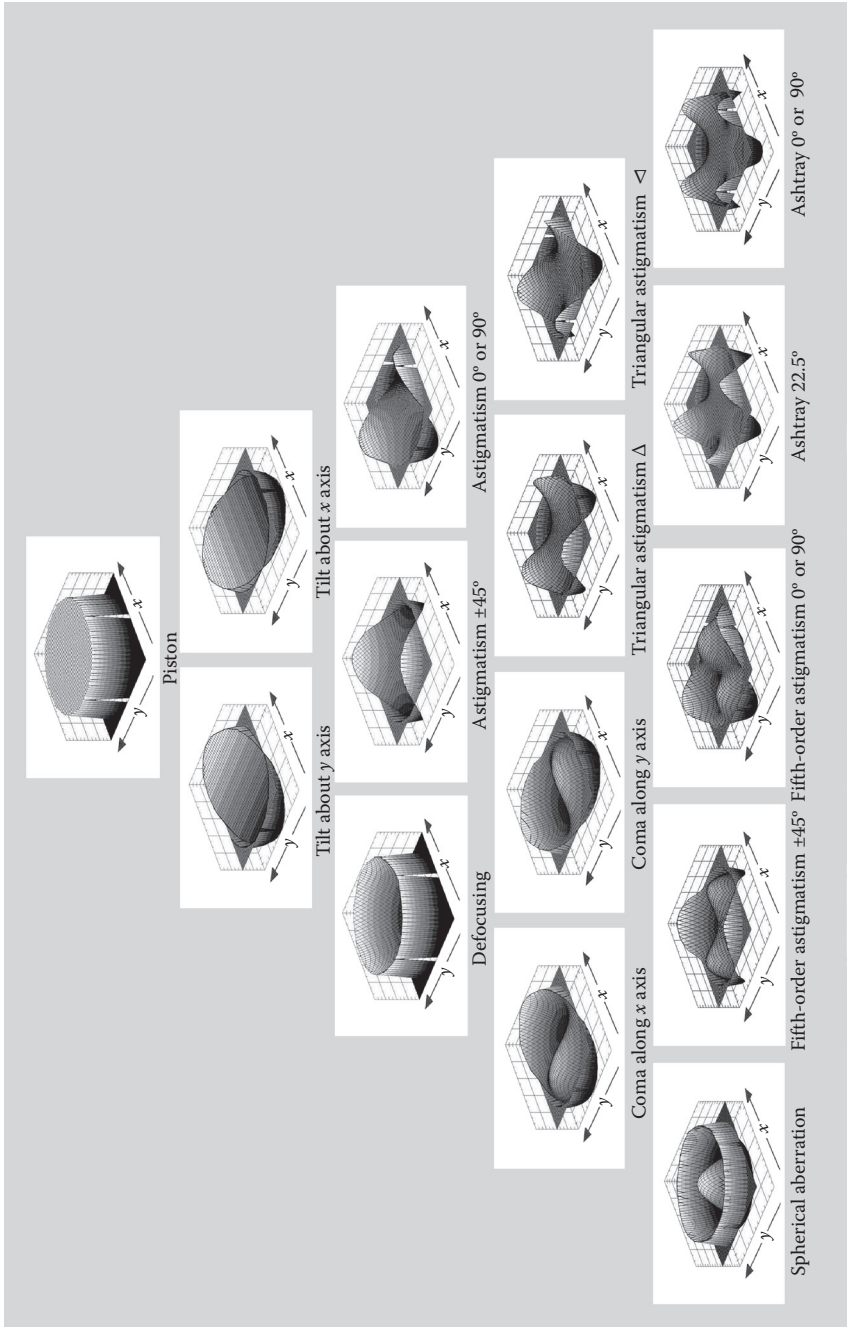 y
x
Piston
y
x
Tilt about y axis
y
x
Tilt about x axis
y
x
Defocusing
y
x
Astigmatism ±45°
y
x
Astigmatism 0° or 90°
y
x
Coma along x axis
y
x
Coma along y axis
y
x
Triangular astigmatism Δ
y
x
Triangular astigmatism ᐊ
y
x
Spherical aberration
y
x
Fifth-order astigmatism ±45°
y
x
Fifth-order astigmatism 0° or 90°
y
x
Ashtray 22.5°
y
x
Ashtray 0° or 90°